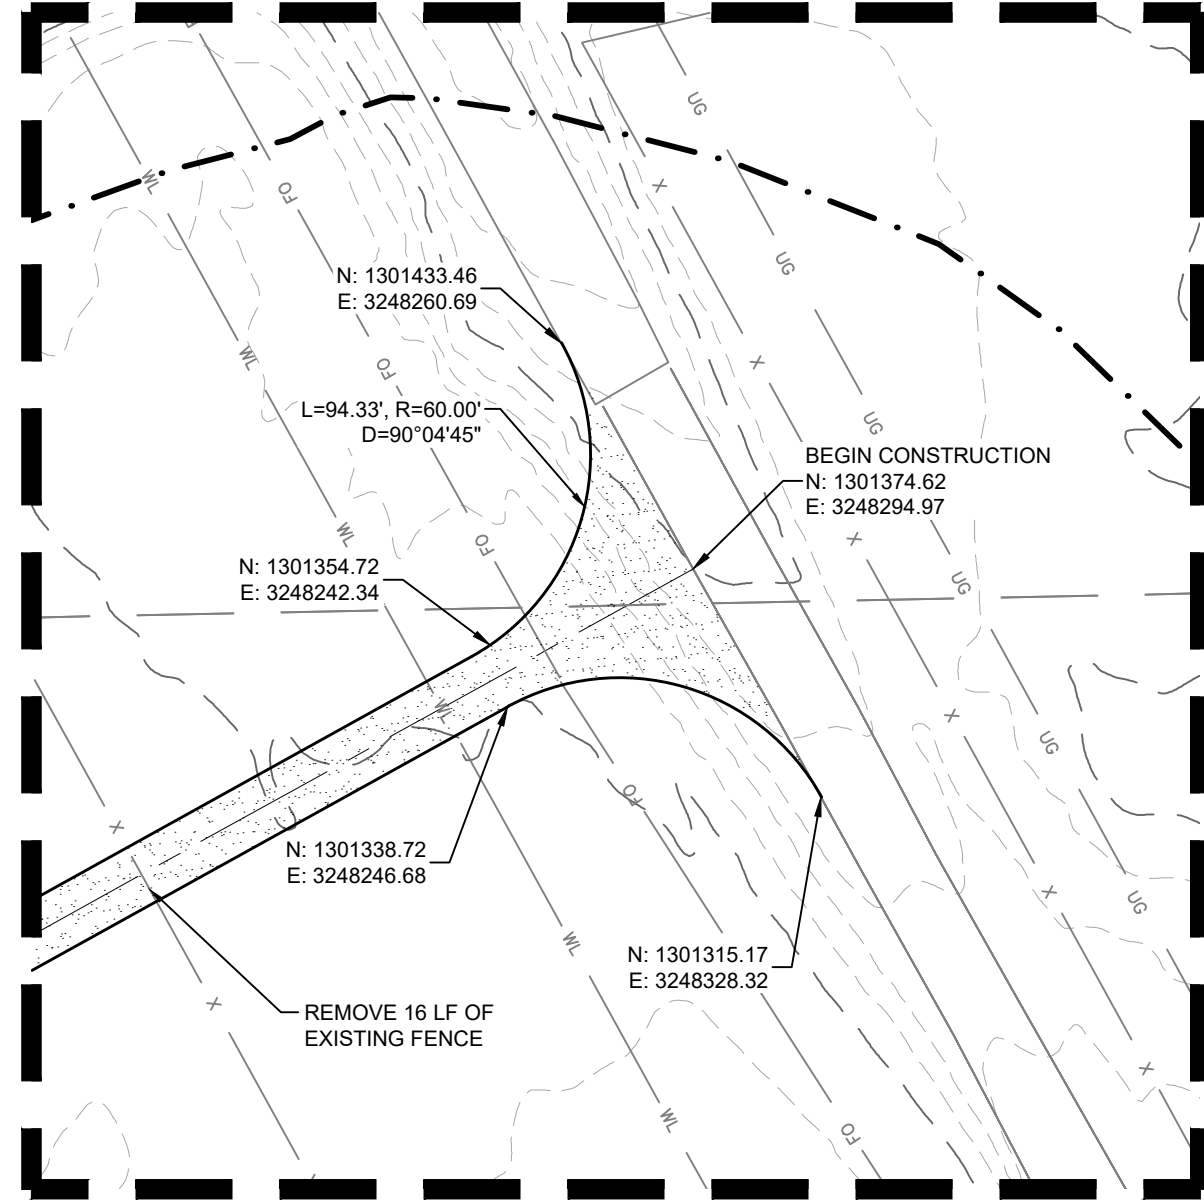 UG
WL
FO
X
UG
N: 1301433.46
E: 3248260.69
WL
FO
X
L=94.33', R=60.00'
D=90°04'45"
UG
BEGIN CONSTRUCTION
N: 1301374.62
E: 3248294.97
WL
FO
X
N: 1301354.72
E: 3248242.34
UG
WL
X
UG
FO
X
N: 1301338.72
E: 3248246.68
X
UG
WL
N: 1301315.17
E: 3248328.32
X
REMOVE 16 LF OF
EXISTING FENCE
X
WL
FO